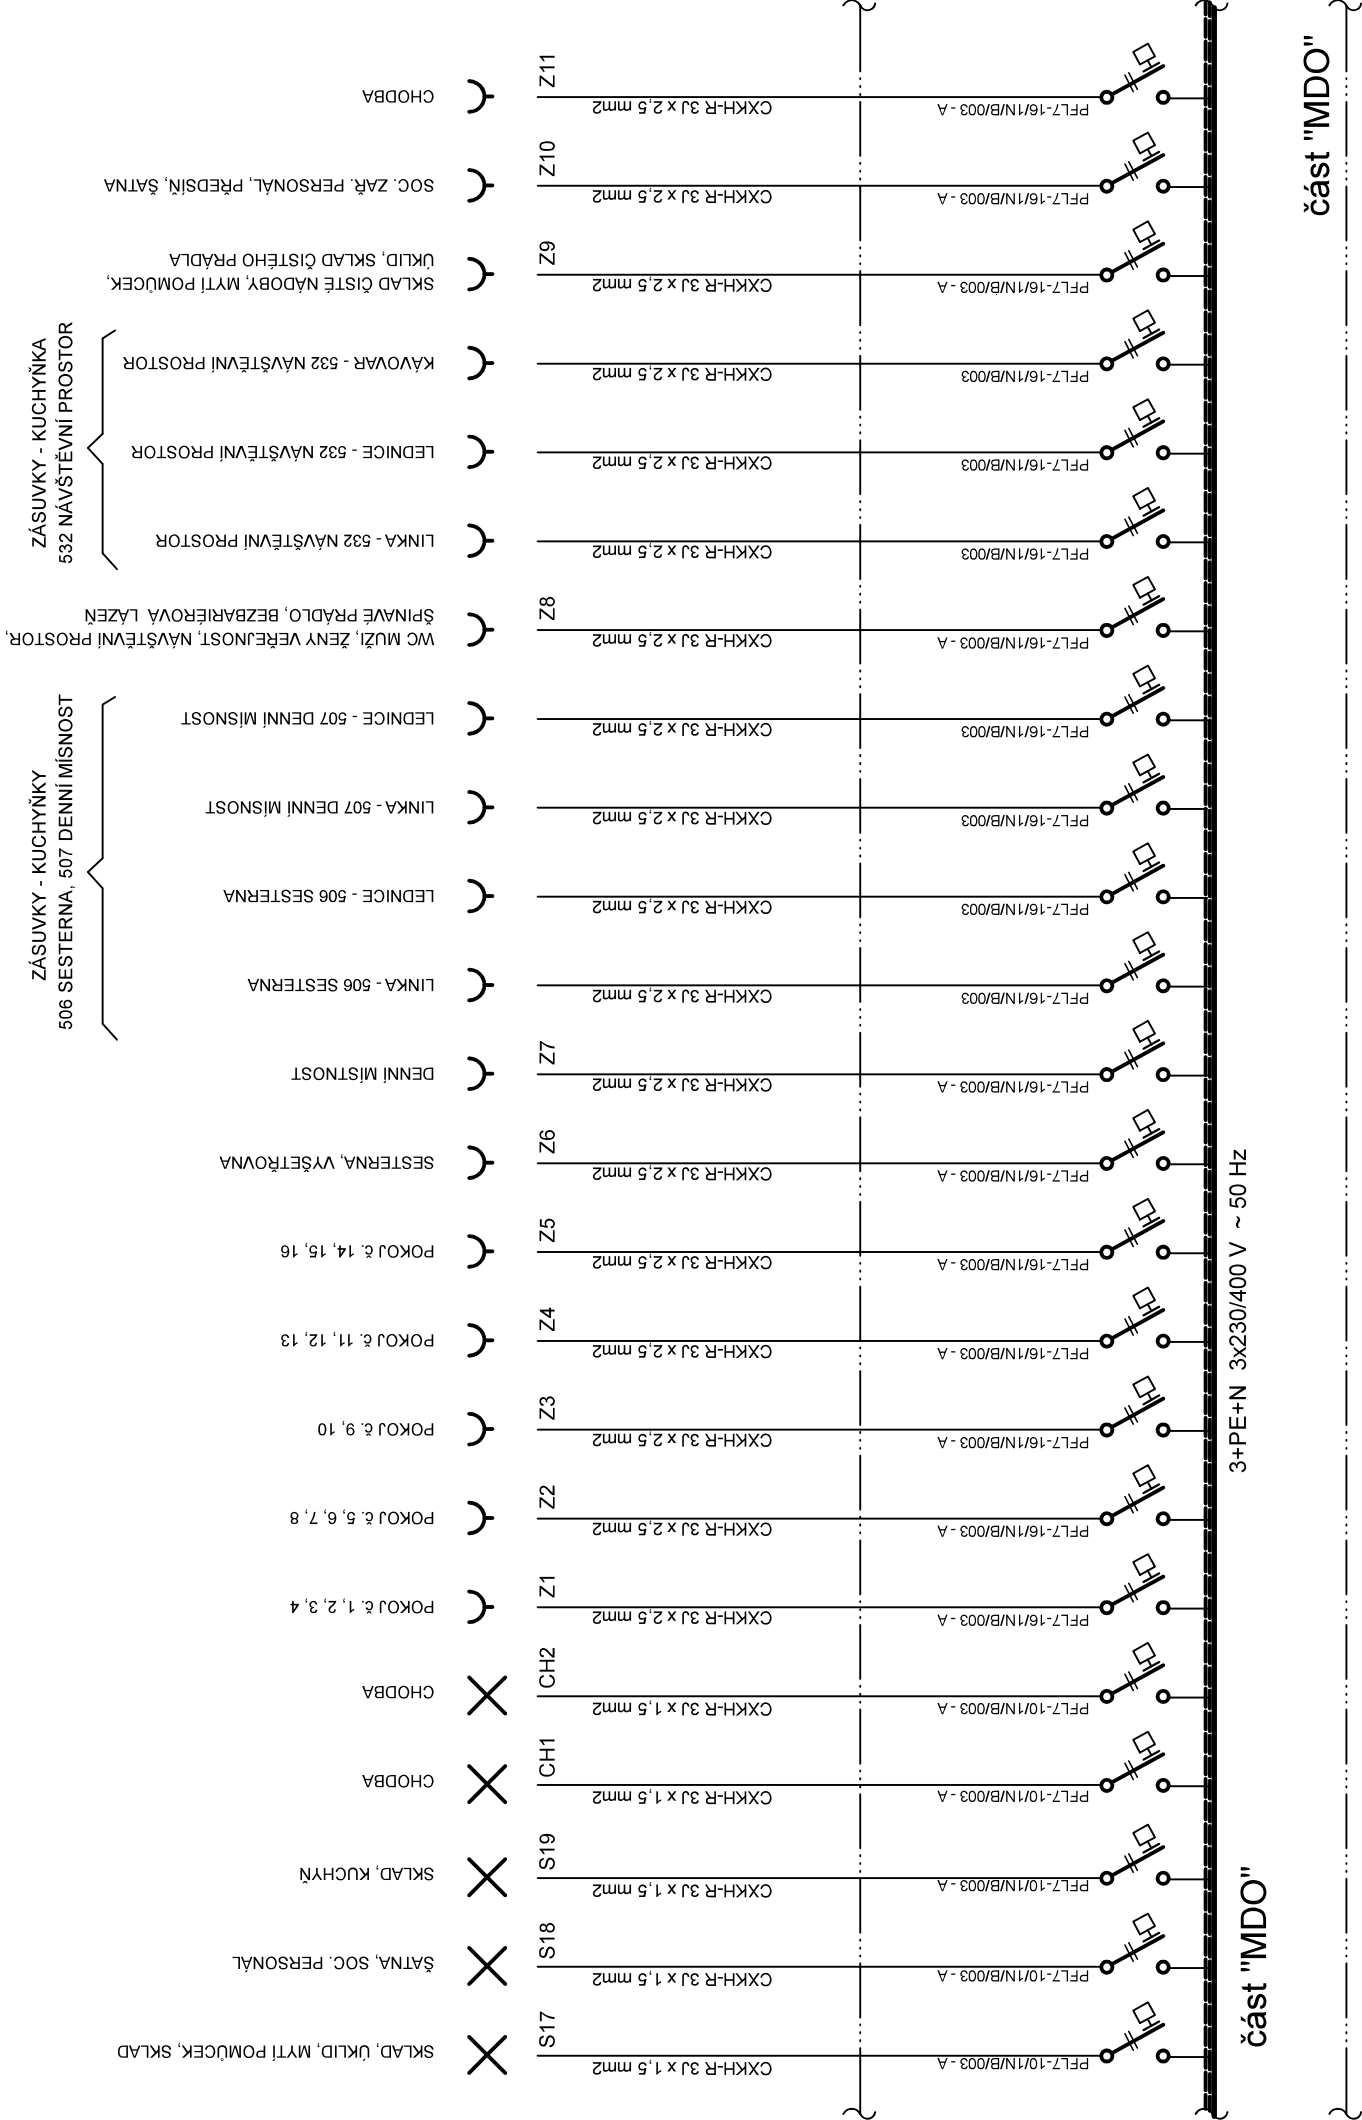 CHODBA
Z11
CXKH-R 3J x 2,5 mm2
PFL7-16/1N/B/003 - A
SOC. ZAŘ. PERSONÁL, PŘEDSÍŇ, ŠATNA
Z10
CXKH-R 3J x 2,5 mm2
PFL7-16/1N/B/003 - A
SKLAD ČISTÉ NÁDOBY, MYTÍ POMŮCEK,
ÚKLID, SKLAD ČISTÉHO PRÁDLA
Z9
CXKH-R 3J x 2,5 mm2
PFL7-16/1N/B/003 - A
ZÁSUVKY - KUCHYŇKA
532 NÁVŠTĚVNÍ PROSTOR
KÁVOVAR - 532 NÁVŠTĚVNÍ PROSTOR
CXKH-R 3J x 2,5 mm2
PFL7-16/1N/B/003
LEDNICE - 532 NÁVŠTĚVNÍ PROSTOR
CXKH-R 3J x 2,5 mm2
PFL7-16/1N/B/003
LINKA - 532 NÁVŠTĚVNÍ PROSTOR
CXKH-R 3J x 2,5 mm2
PFL7-16/1N/B/003
WC MUŽI, ŽENY VEŘEJNOST, NÁVŠTĚVNÍ PROSTOR,
ŠPINAVÉ PRÁDLO, BEZBARIÉROVÁ LÁZEŇ
Z8
CXKH-R 3J x 2,5 mm2
PFL7-16/1N/B/003 - A
ZÁSUVKY - KUCHYŇKY
506 SESTERNA, 507 DENNÍ MÍSNOST
LEDNICE - 507 DENNÍ MÍSNOST
CXKH-R 3J x 2,5 mm2
PFL7-16/1N/B/003
LINKA - 507 DENNÍ MÍSNOST
CXKH-R 3J x 2,5 mm2
PFL7-16/1N/B/003
LEDNICE - 506 SESTERNA
CXKH-R 3J x 2,5 mm2
PFL7-16/1N/B/003
LINKA - 506 SESTERNA
CXKH-R 3J x 2,5 mm2
PFL7-16/1N/B/003
DENNÍ MÍSTNOST
Z7
CXKH-R 3J x 2,5 mm2
PFL7-16/1N/B/003 - A
SESTERNA, VYŠETŘOVNA
Z6
CXKH-R 3J x 2,5 mm2
PFL7-16/1N/B/003 - A
POKOJ č. 14, 15, 16
Z5
CXKH-R 3J x 2,5 mm2
PFL7-16/1N/B/003 - A
POKOJ č. 11, 12, 13
Z4
CXKH-R 3J x 2,5 mm2
PFL7-16/1N/B/003 - A
POKOJ č. 9, 10
Z3
CXKH-R 3J x 2,5 mm2
PFL7-16/1N/B/003 - A
POKOJ č. 5, 6, 7, 8
Z2
CXKH-R 3J x 2,5 mm2
PFL7-16/1N/B/003 - A
POKOJ č. 1, 2, 3, 4
Z1
CXKH-R 3J x 2,5 mm2
PFL7-16/1N/B/003 - A
CHODBA
CH2
CXKH-R 3J x 1,5 mm2
PFL7-10/1N/B/003 - A
CHODBA
CH1
CXKH-R 3J x 1,5 mm2
PFL7-10/1N/B/003 - A
SKLAD, KUCHYŇ
S19
CXKH-R 3J x 1,5 mm2
PFL7-10/1N/B/003 - A
ŠATNA, SOC. PERSONÁL
S18
CXKH-R 3J x 1,5 mm2
PFL7-10/1N/B/003 - A
SKLAD, ÚKLID, MYTÍ POMŮCEK, SKLAD
S17
CXKH-R 3J x 1,5 mm2
PFL7-10/1N/B/003 - A
3+PE+N 3x230/400 V ~ 50 Hz
část "MDO"
část "MDO"